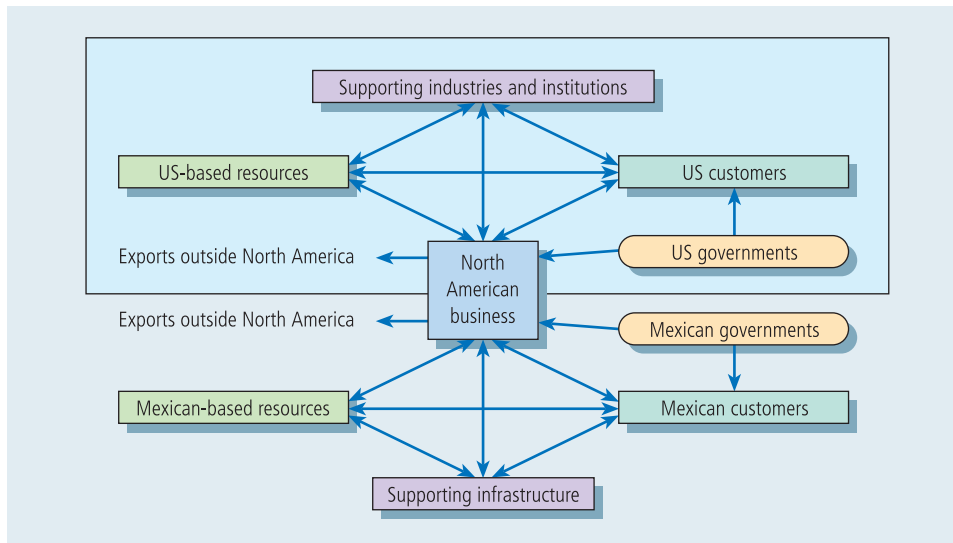 Supporting industries and institutions
US-based resources
US customers
Exports outside North America
North
American
business
US governments
Exports outside North America
Mexican governments
Mexican-based resources
Mexican customers
Supporting infrastructure